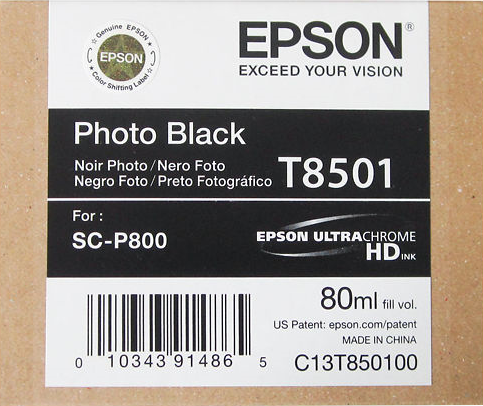 Genuine Epson
EPSON
Color Shifting Label
EPSON®
EXCEED YOUR VISION
Photo Black
Noir Photo/Nero Foto
Negro Foto/Preto Fotográfico
T8501
For :
SC-P800
EPSON ULTRACHROME
HD INK
80ml fill vol.
US Patent: epson.com/patent
MADE IN CHINA
0 10343 91486 5
C13T850100